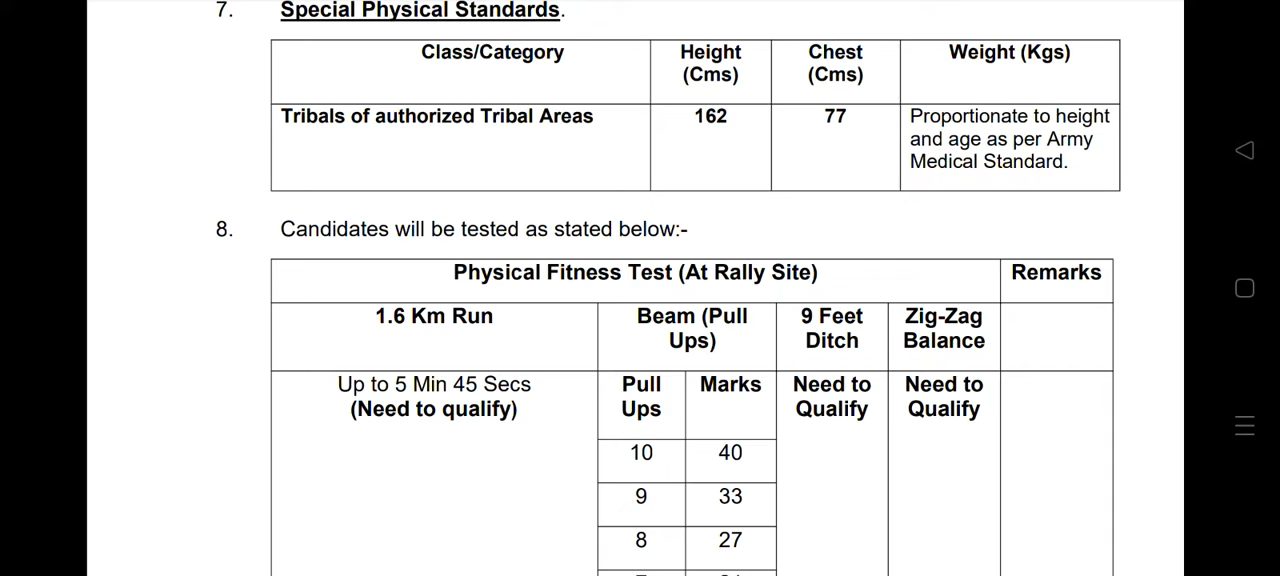 7. Special Physical Standards.
Class/Category Height (Cms) Chest (Cms) Weight (Kgs)
Tribals of authorized Tribal Areas 162 77 Proportionate to height
and age as per Army
Medical Standard.
8. Candidates will be tested as stated below:-
Physical Fitness Test (At Rally Site) Remarks
1.6 Km Run Beam (Pull Ups) 9 Feet Ditch Zig-Zag Balance
Up to 5 Min 45 Secs
(Need to qualify)
Pull Ups Marks Need to Qualify Need to Qualify
10 40
9 33
8 27